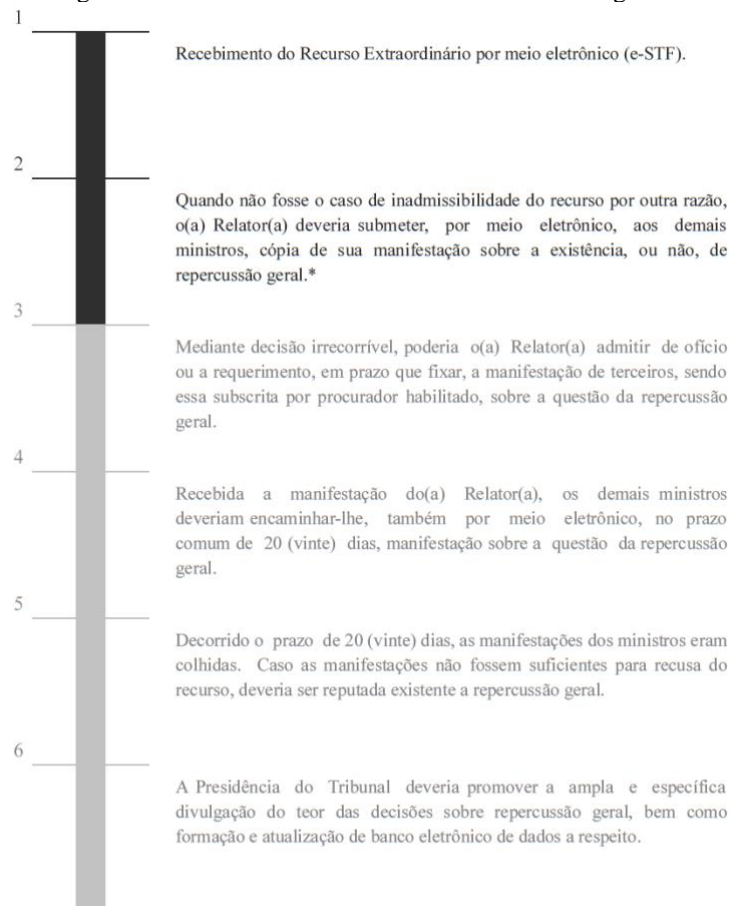 1
Recebimento do Recurso Extraordinário por meio eletrônico (e-STF).
2
Quando não fosse o caso de inadmissibilidade do recurso por outra razão,
o(a) Relator(a) deveria submeter, por meio eletrônico, aos demais
ministros, cópia de sua manifestação sobre a existência, ou não, de
repercussão geral.*
3
Mediante decisão irrecorrível, poderia o(a) Relator(a) admitir de ofício
ou a requerimento, em prazo que fixar, a manifestação de terceiros, sendo
essa subscrita por procurador habilitado, sobre a questão da repercussão
geral.
4
Recebida a manifestação do(a) Relator(a), os demais ministros
deveriam encaminhar-lhe, também por meio eletrônico, no prazo
comum de 20 (vinte) dias, manifestação sobre a questão da repercussão
geral.
5
Decorrido o prazo de 20 (vinte) dias, as manifestações dos ministros eram
colhidas. Caso as manifestações não fossem suficientes para recusa do
recurso, deveria ser reputada existente a repercussão geral.
6
A Presidência do Tribunal deveria promover a ampla e específica
divulgação do teor das decisões sobre repercussão geral, bem como
formação e atualização de banco eletrônico de dados a respeito.